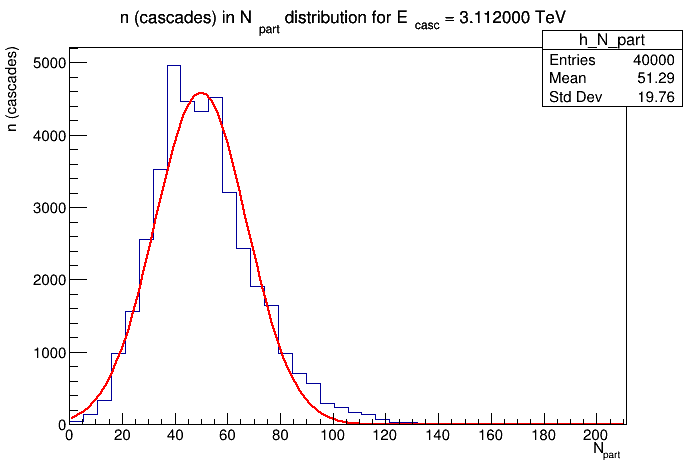 n (cascades) in N part distribution for E casc = 3.112000 TeV
h_N_part
Entries 40000
Mean 51.29
Std Dev 19.76
n (cascades)
5000
4000
3000
2000
1000
0
0 20 40 60 80 100 120 140 160 180 200
N part